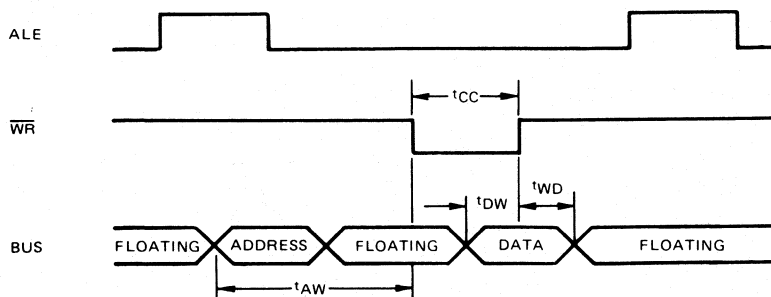 ALE
tCC
WR
tDW
tWD
BUS
FLOATING
ADDRESS
FLOATING
DATA
FLOATING
tAW